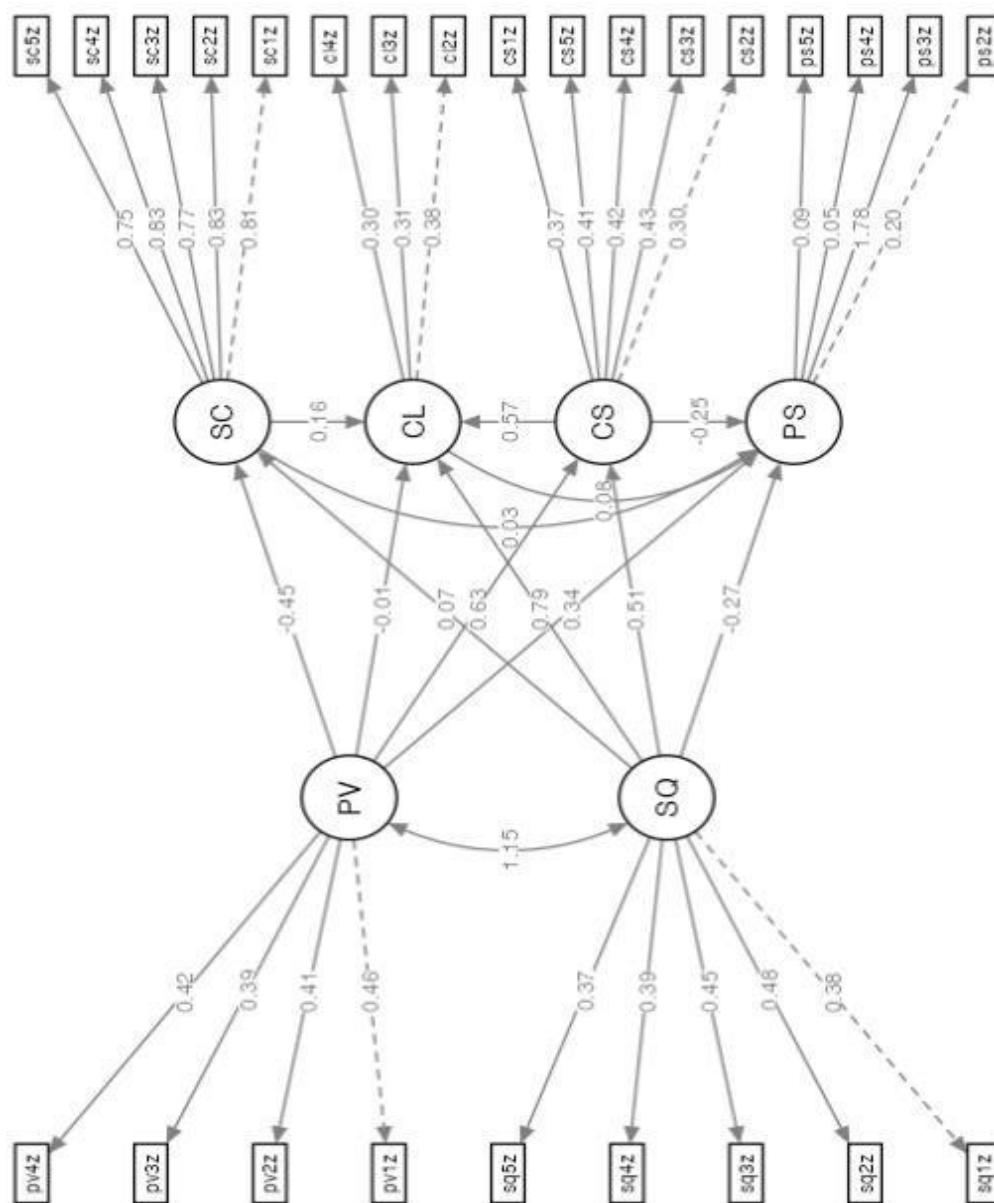 sc5z
sc4z
sc3z
sc2z
sc1z
cl4z
cl3z
cl2z
cs1z
cs5z
cs4z
cs3z
cs2z
ps5z
ps4z
ps3z
ps2z
0.75
0.83
0.77
0.83
0.81
0.30
0.31
0.38
0.37
0.41
0.42
0.43
0.30
0.09
0.05
1.78
0.20
SC
CL
CS
PS
0.16
0.57
-0.25
0.03
0.08
-0.45
-0.01
0.07
0.63
0.79
0.34
0.51
-0.27
PV
SQ
1.15
0.42
0.39
0.41
0.46
0.37
0.39
0.45
0.48
0.38
pv4z
pv3z
pv2z
pv1z
sq5z
sq4z
sq3z
sq2z
sq1z